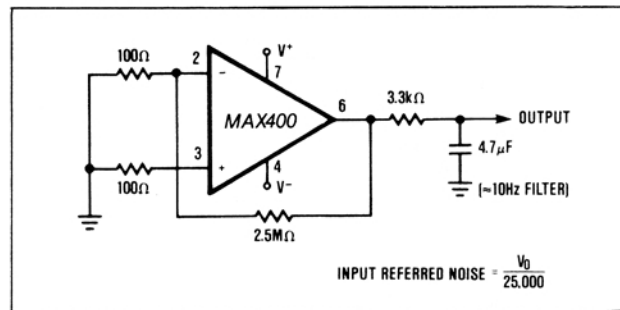 100Ω
2
V+
7
−
MAX400
6
3.3kΩ
OUTPUT
4.7µF
3
+
4
100Ω
V−
(≈10Hz FILTER)
2.5MΩ
INPUT REFERRED NOISE = V0
25,000